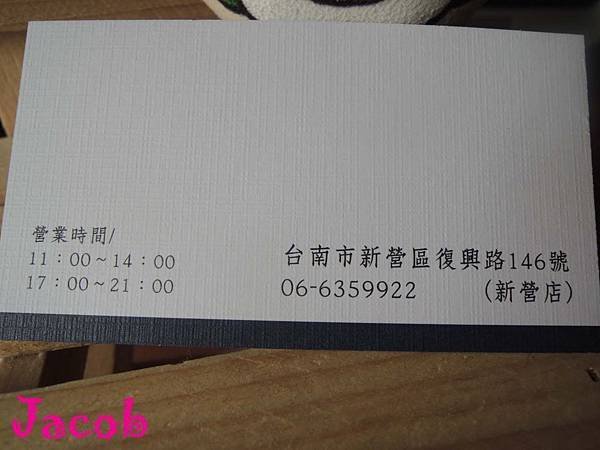 營業時間/
11：00～14：00
17：00～21：00
台南市新營區復興路146號
06-6359922 (新營店)
Jacob